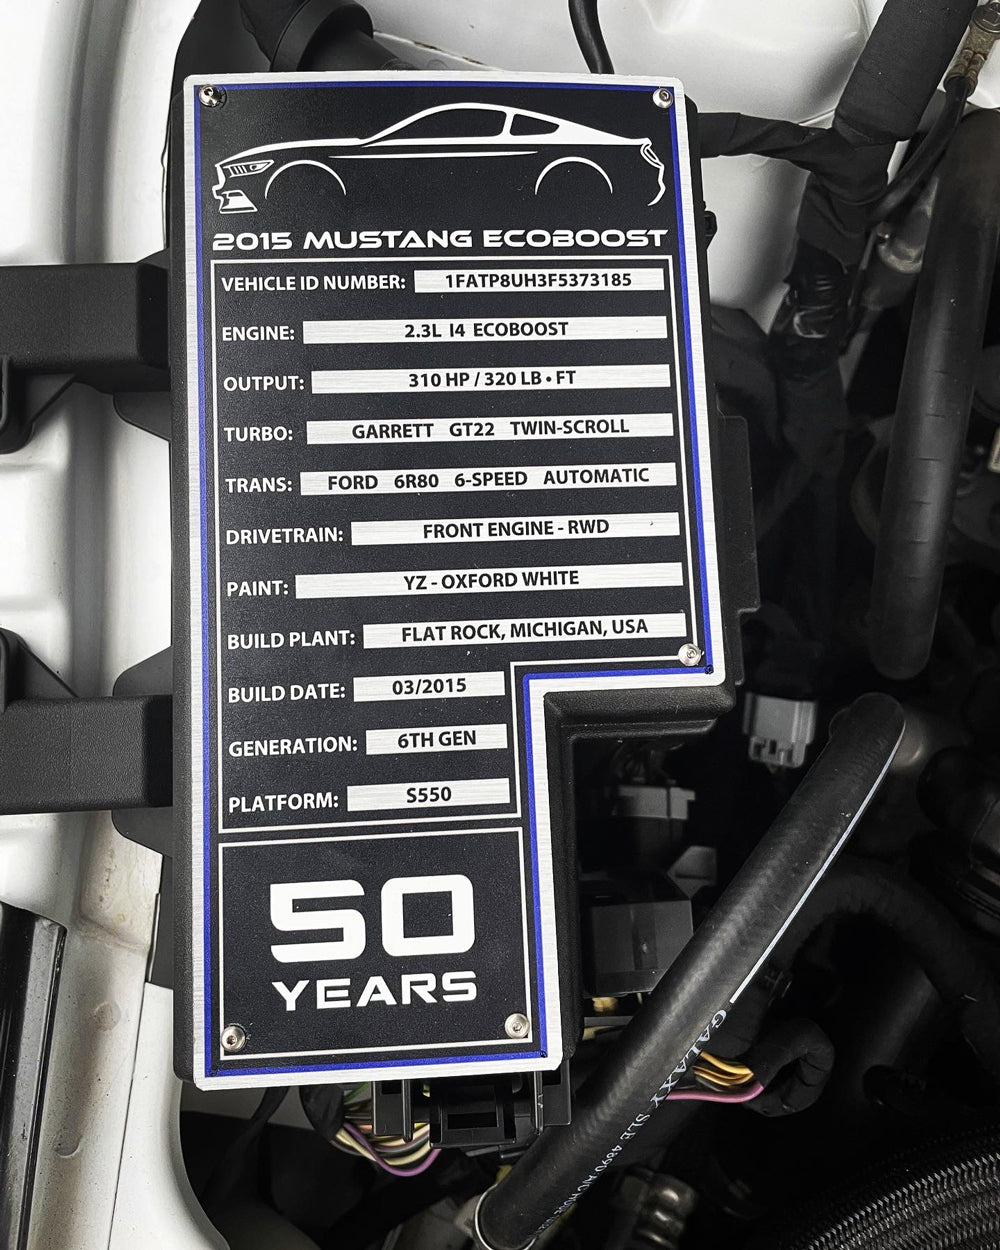 2015 MUSTANG ECOBOOST
VEHICLE ID NUMBER: 1FATP8UH3F5373185
ENGINE: 2.3L I4 ECOBOOST
OUTPUT: 310 HP / 320 LB • FT
TURBO: GARRETT GT22 TWIN-SCROLL
TRANS: FORD 6R80 6-SPEED AUTOMATIC
DRIVETRAIN: FRONT ENGINE - RWD
PAINT: YZ - OXFORD WHITE
BUILD PLANT: FLAT ROCK, MICHIGAN, USA
BUILD DATE: 03/2015
GENERATION: 6TH GEN
PLATFORM: S550
50
YEARS
GALAXY SLE 4890